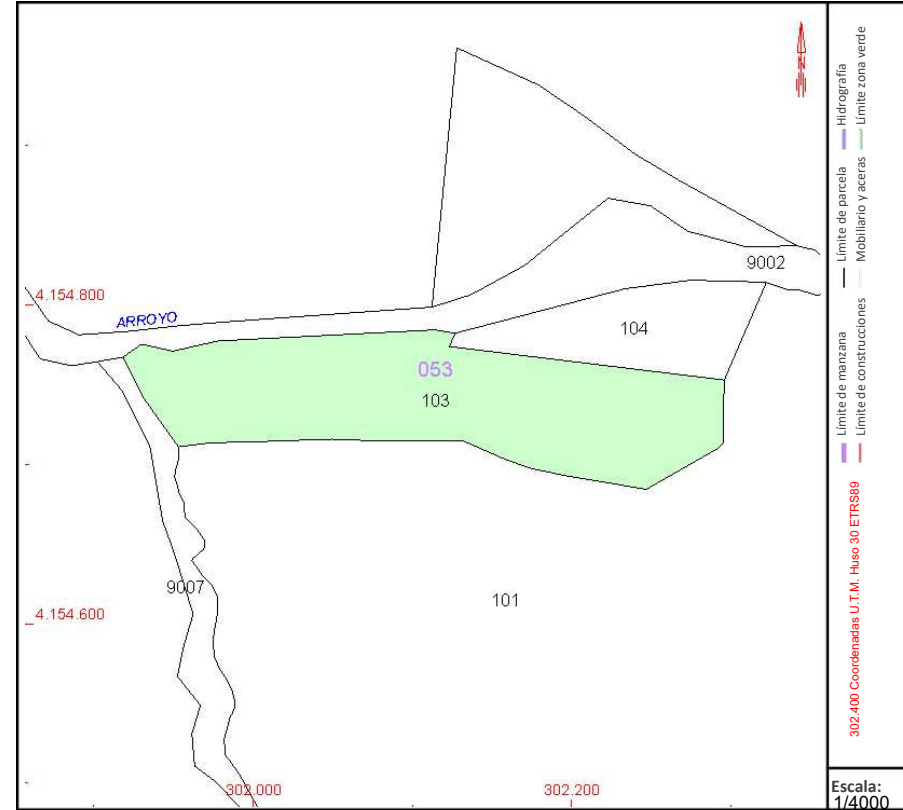 N
9002
4.154.800
ARROYO
104
053
103
9007
4.154.600
101
302.000
302.200
Límite de manzana
Límite de parcela
Hidrografía
Límite de construcciones
Mobiliario y aceras
Límite zona verde
302.400 Coordenadas U.T.M. Huso 30 ETRS89
Escala:
1/4000